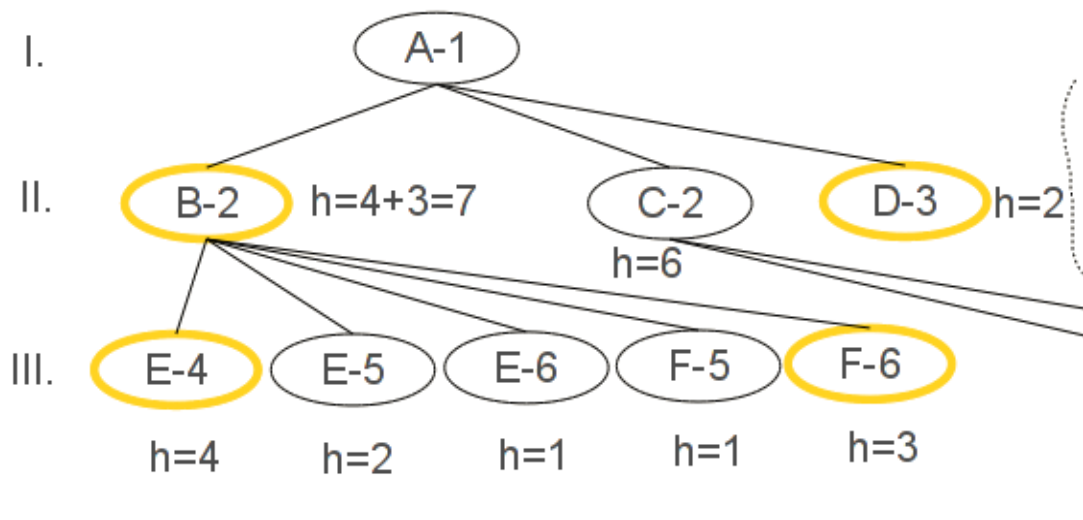 I. A-1
II. B-2 h=4+3=7 C-2 D-3 h=2
h=6
III. E-4 E-5 E-6 F-5 F-6
h=4 h=2 h=1 h=1 h=3